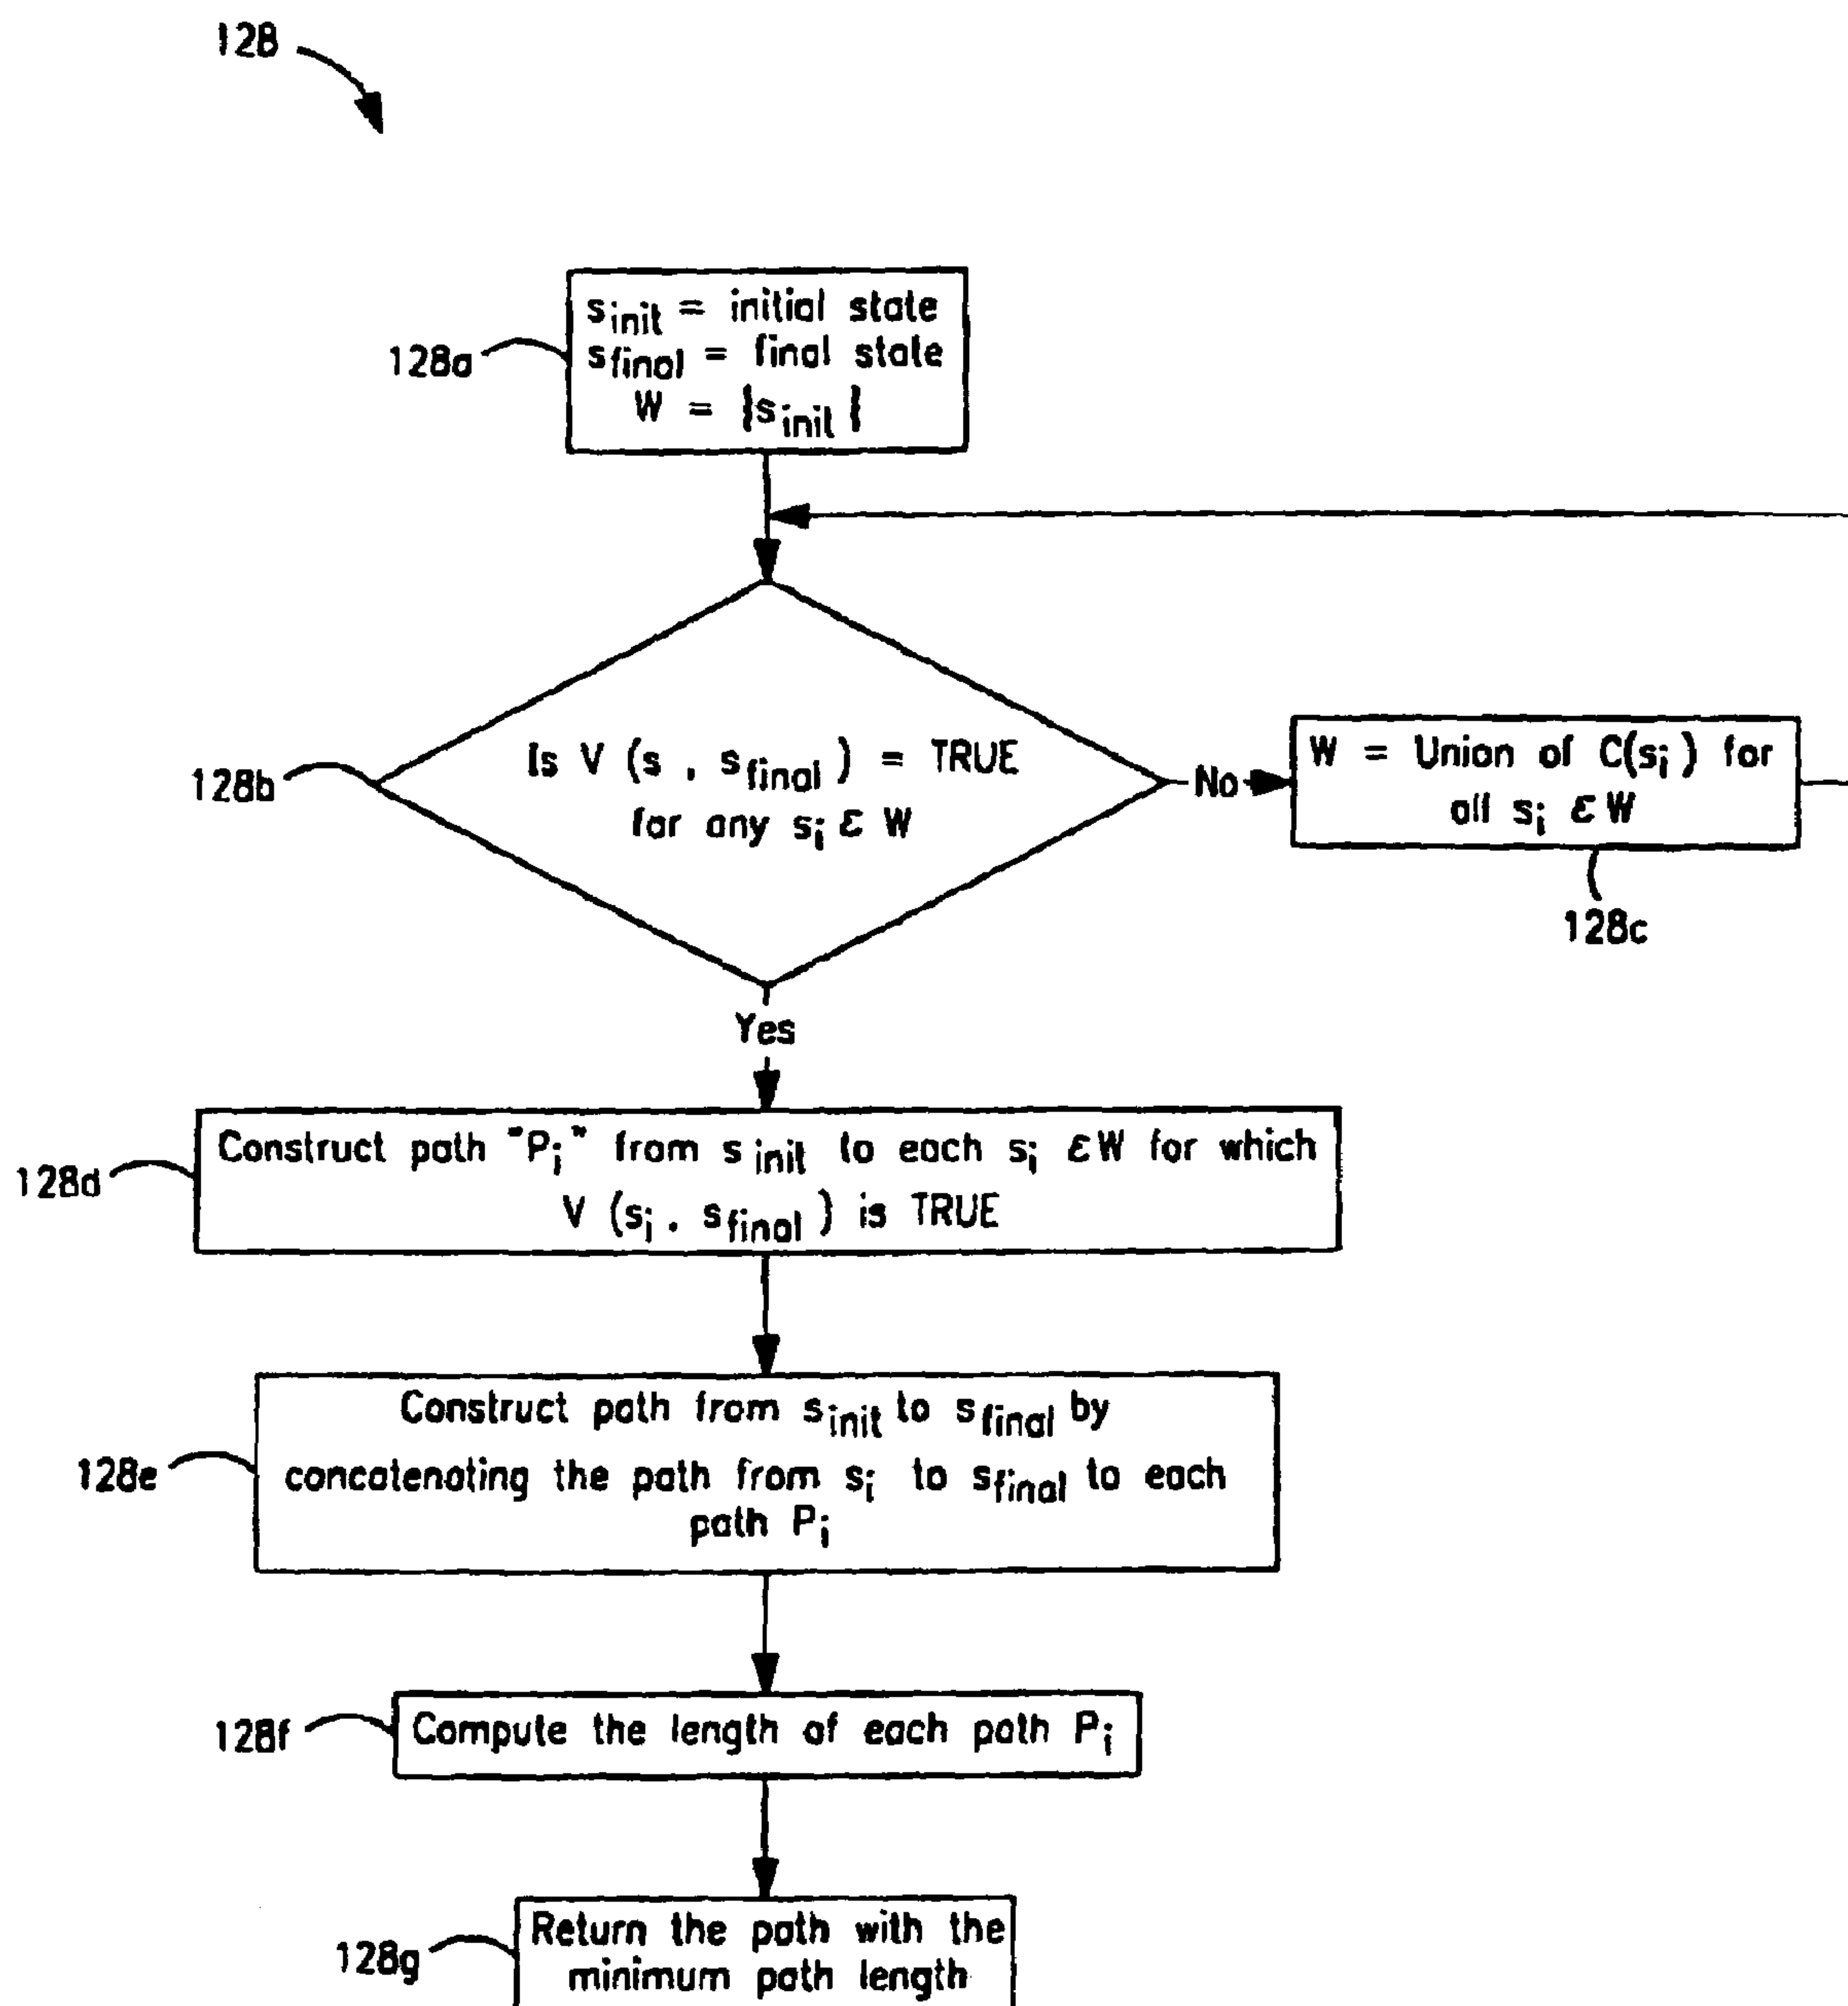 128
s_init = initial state
128a
s_final = final state
W = {s_init}
Is V (s , s_final) = TRUE
for any s_i ε W
128b
No
W = Union of C(s_i) for
all s_i ε W
128c
Yes
Construct path "P_i" from s_init to each s_i ε W for which
V (s_i , s_final) is TRUE
128d
Construct path from s_init to s_final by
concatenating the path from s_i to s_final to each
path P_i
128e
Compute the length of each path P_i
128f
Return the path with the
minimum path length
128g